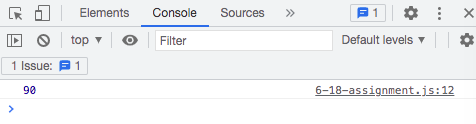 Elements Console Sources » 1
top Filter Default levels
1 Issue: 1
90 6-18-assignment.js:12
>